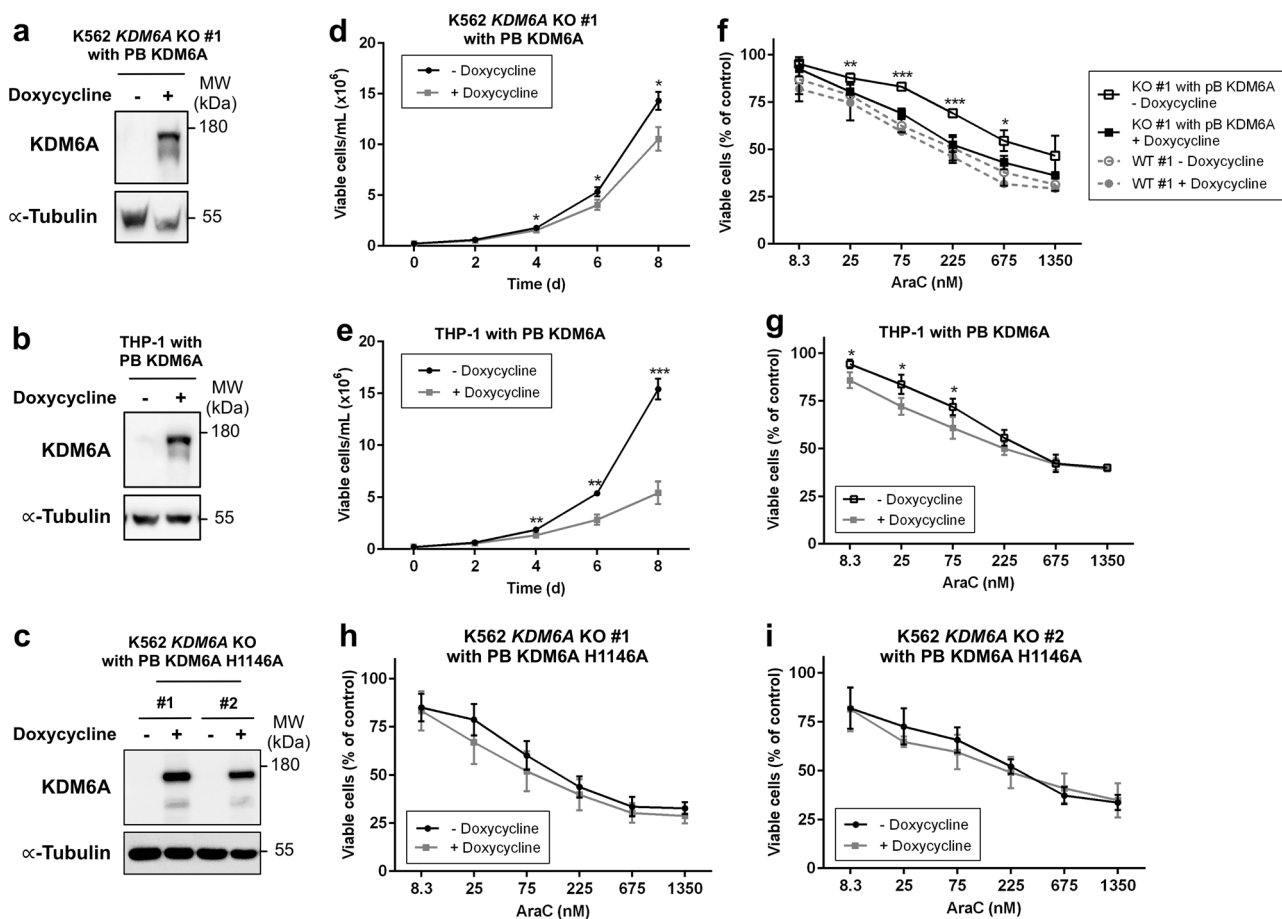 a
K562 KDM6A KO #1
with PB KDM6A
Doxycycline - +
MW
(kDa)
KDM6A
180
∝-Tubulin
55
b
THP-1 with
PB KDM6A
Doxycycline - +
MW
(kDa)
KDM6A
180
∝-Tubulin
55
c
K562 KDM6A KO
with PB KDM6A H1146A
#1 #2
Doxycycline - + - +
MW
(kDa)
KDM6A
180
∝-Tubulin
55
d
K562 KDM6A KO #1
with PB KDM6A
Viable cells/mL (x10⁶)
20
15
10
5
0
- Doxycycline
+ Doxycycline
* * *
0 2 4 6 8
Time (d)
e
THP-1 with PB KDM6A
Viable cells/mL (x10⁶)
20
15
10
5
0
- Doxycycline
+ Doxycycline
** ** ***
0 2 4 6 8
Time (d)
f
Viable cells (% of control)
100
75
50
25
0
** *** *** *
8.3 25 75 225 675 1350
AraC (nM)
KO #1 with pB KDM6A
- Doxycycline
KO #1 with pB KDM6A
+ Doxycycline
WT #1 - Doxycycline
WT #1 + Doxycycline
g
THP-1 with PB KDM6A
Viable cells (% of control)
100
75
50
25
0
* * *
- Doxycycline
+ Doxycycline
8.3 25 75 225 675 1350
AraC (nM)
h
K562 KDM6A KO #1
with PB KDM6A H1146A
Viable cells (% of control)
100
75
50
25
0
- Doxycycline
+ Doxycycline
8.3 25 75 225 675 1350
AraC (nM)
i
K562 KDM6A KO #2
with PB KDM6A H1146A
Viable cells (% of control)
100
75
50
25
0
- Doxycycline
+ Doxycycline
8.3 25 75 225 675 1350
AraC (nM)